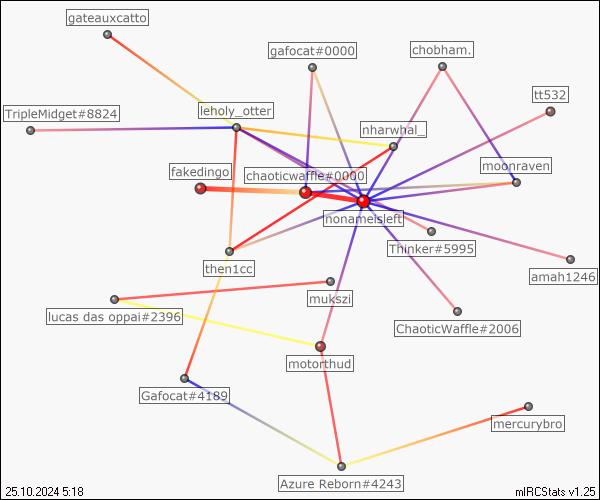 gateauxcatto
gafocat#0000
chobham.
tt532
TripleMidget#8824
leholy_otter
nharwhal_
moonraven
fakedingo
chaoticwaffle#0000
nonameisleft
Thinker#5995
then1cc
amah1246
mukszi
lucas das oppai#2396
ChaoticWaffle#2006
motorthud
Gafocat#4189
mercurybro
Azure Reborn#4243
25.10.2024 5:18
mIRCStats v1.25